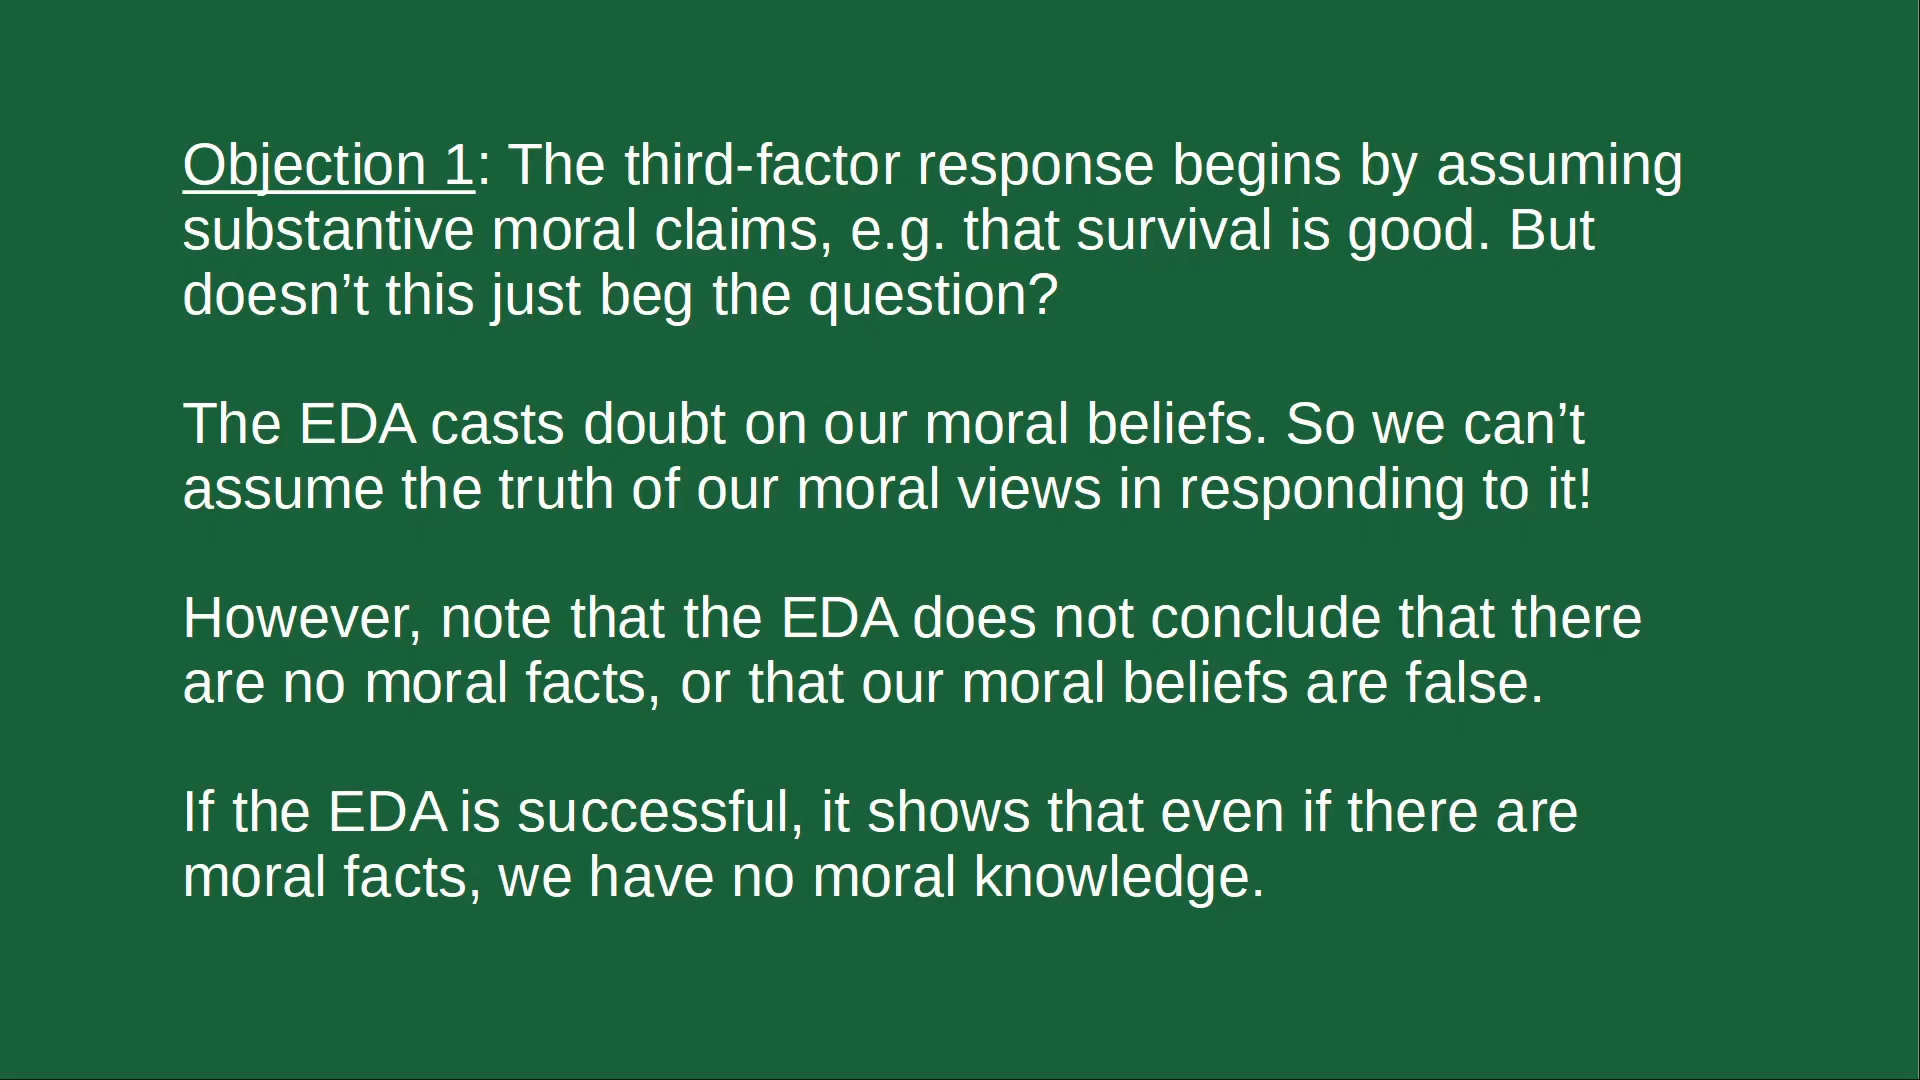 Objection 1: The third-factor response begins by assuming
substantive moral claims, e.g. that survival is good. But
doesn’t this just beg the question?
The EDA casts doubt on our moral beliefs. So we can’t
assume the truth of our moral views in responding to it!
However, note that the EDA does not conclude that there
are no moral facts, or that our moral beliefs are false.
If the EDA is successful, it shows that even if there are
moral facts, we have no moral knowledge.